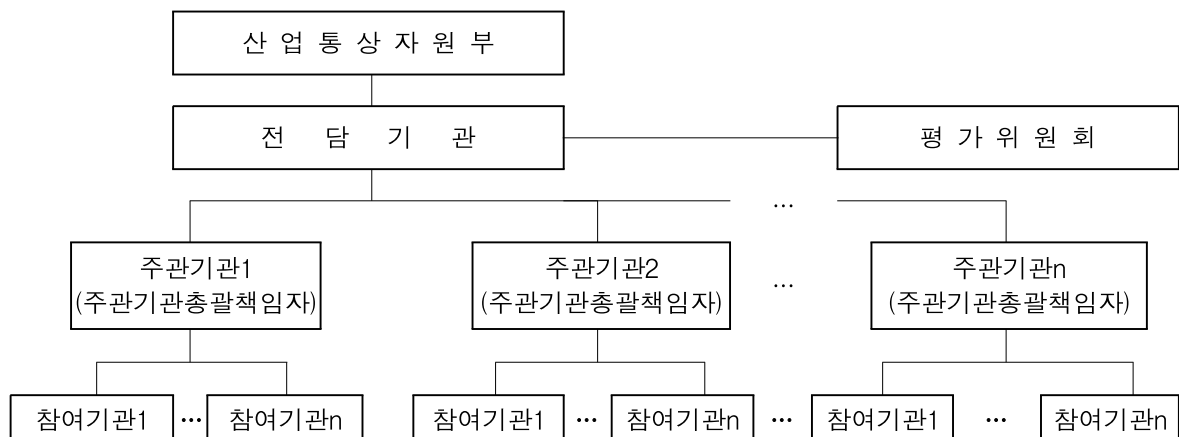 산 업 통 상 자 원 부
전 담 기 관
평 가 위 원 회
...
주관기관1
(주관기관총괄책임자)
주관기관2
(주관기관총괄책임자)
...
주관기관n
(주관기관총괄책임자)
참여기관1 ... 참여기관n
참여기관1 ... 참여기관n ... 참여기관1 ... 참여기관n